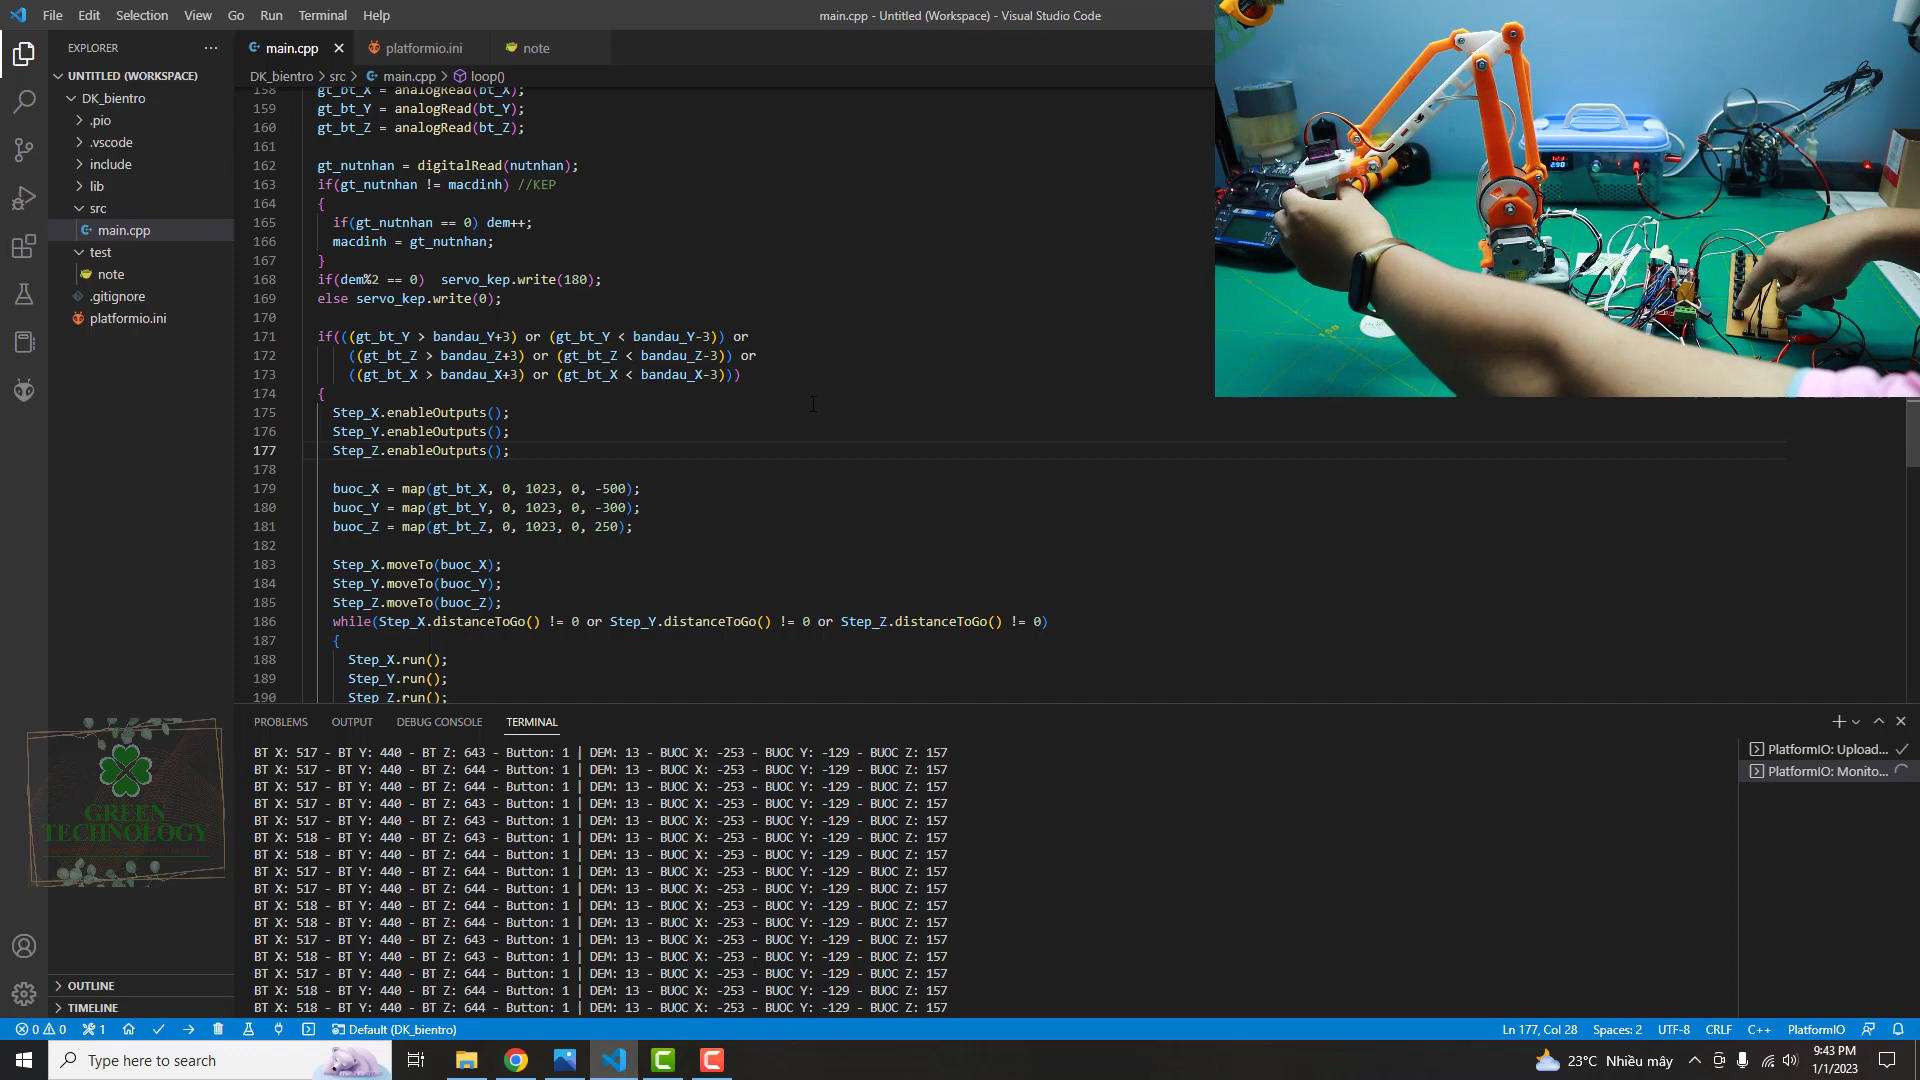 File Edit Selection View Go Run Terminal Help
main.cpp - Untitled (Workspace) - Visual Studio Code
EXPLORER
main.cpp
platformio.ini
note
UNTITLED (WORKSPACE)
DK_bientro
.pio
.vscode
include
lib
src
main.cpp
test
note
.gitignore
platformio.ini
DK_bientro > src > main.cpp > loop()
158 gt_bt_X = analogRead(bt_X);
159 gt_bt_Y = analogRead(bt_Y);
160 gt_bt_Z = analogRead(bt_Z);
161
162 gt_nutnhan = digitalRead(nutnhan);
163 if(gt_nutnhan != macdinh) //KEP
164 {
165 if(gt_nutnhan == 0) dem++;
166 macdinh = gt_nutnhan;
167 }
168 if(dem%2 == 0)  servo_kep.write(180);
169 else servo_kep.write(0);
170
171 if(((gt_bt_Y > bandau_Y+3) or (gt_bt_Y < bandau_Y-3)) or
172 ((gt_bt_Z > bandau_Z+3) or (gt_bt_Z < bandau_Z-3)) or
173 ((gt_bt_X > bandau_X+3) or (gt_bt_X < bandau_X-3)))
174 {
175 Step_X.enableOutputs();
176 Step_Y.enableOutputs();
177 Step_Z.enableOutputs();
178
179 buoc_X = map(gt_bt_X, 0, 1023, 0, -500);
180 buoc_Y = map(gt_bt_Y, 0, 1023, 0, -300);
181 buoc_Z = map(gt_bt_Z, 0, 1023, 0, 250);
182
183 Step_X.moveTo(buoc_X);
184 Step_Y.moveTo(buoc_Y);
185 Step_Z.moveTo(buoc_Z);
186 while(Step_X.distanceToGo() != 0 or Step_Y.distanceToGo() != 0 or Step_Z.distanceToGo() != 0)
187 {
188 Step_X.run();
189 Step_Y.run();
190 Step_Z.run();
PROBLEMS OUTPUT DEBUG CONSOLE TERMINAL
BT X: 517 - BT Y: 440 - BT Z: 643 - Button: 1 | DEM: 13 - BUOC X: -253 - BUOC Y: -129 - BUOC Z: 157
BT X: 517 - BT Y: 440 - BT Z: 644 - Button: 1 | DEM: 13 - BUOC X: -253 - BUOC Y: -129 - BUOC Z: 157
BT X: 517 - BT Y: 440 - BT Z: 644 - Button: 1 | DEM: 13 - BUOC X: -253 - BUOC Y: -129 - BUOC Z: 157
BT X: 517 - BT Y: 440 - BT Z: 643 - Button: 1 | DEM: 13 - BUOC X: -253 - BUOC Y: -129 - BUOC Z: 157
BT X: 517 - BT Y: 440 - BT Z: 643 - Button: 1 | DEM: 13 - BUOC X: -253 - BUOC Y: -129 - BUOC Z: 157
BT X: 518 - BT Y: 440 - BT Z: 643 - Button: 1 | DEM: 13 - BUOC X: -253 - BUOC Y: -129 - BUOC Z: 157
BT X: 518 - BT Y: 440 - BT Z: 644 - Button: 1 | DEM: 13 - BUOC X: -253 - BUOC Y: -129 - BUOC Z: 157
BT X: 517 - BT Y: 440 - BT Z: 644 - Button: 1 | DEM: 13 - BUOC X: -253 - BUOC Y: -129 - BUOC Z: 157
BT X: 517 - BT Y: 440 - BT Z: 644 - Button: 1 | DEM: 13 - BUOC X: -253 - BUOC Y: -129 - BUOC Z: 157
BT X: 518 - BT Y: 440 - BT Z: 644 - Button: 1 | DEM: 13 - BUOC X: -253 - BUOC Y: -129 - BUOC Z: 157
BT X: 518 - BT Y: 440 - BT Z: 644 - Button: 1 | DEM: 13 - BUOC X: -253 - BUOC Y: -129 - BUOC Z: 157
BT X: 517 - BT Y: 440 - BT Z: 643 - Button: 1 | DEM: 13 - BUOC X: -253 - BUOC Y: -129 - BUOC Z: 157
BT X: 518 - BT Y: 440 - BT Z: 643 - Button: 1 | DEM: 13 - BUOC X: -253 - BUOC Y: -129 - BUOC Z: 157
BT X: 517 - BT Y: 440 - BT Z: 644 - Button: 1 | DEM: 13 - BUOC X: -253 - BUOC Y: -129 - BUOC Z: 157
BT X: 518 - BT Y: 440 - BT Z: 644 - Button: 1 | DEM: 13 - BUOC X: -253 - BUOC Y: -129 - BUOC Z: 157
BT X: 518 - BT Y: 440 - BT Z: 644 - Button: 1 | DEM: 13 - BUOC X: -253 - BUOC Y: -129 - BUOC Z: 157
PlatformIO: Upload...
PlatformIO: Monito...
GREEN
TECHNOLOGY
OUTLINE
TIMELINE
0 0 1 Default (DK_bientro)
Ln 177, Col 28 Spaces: 2 UTF-8 CRLF C++ PlatformIO
Type here to search
23°C Nhiều mây
9:43 PM
1/1/2023